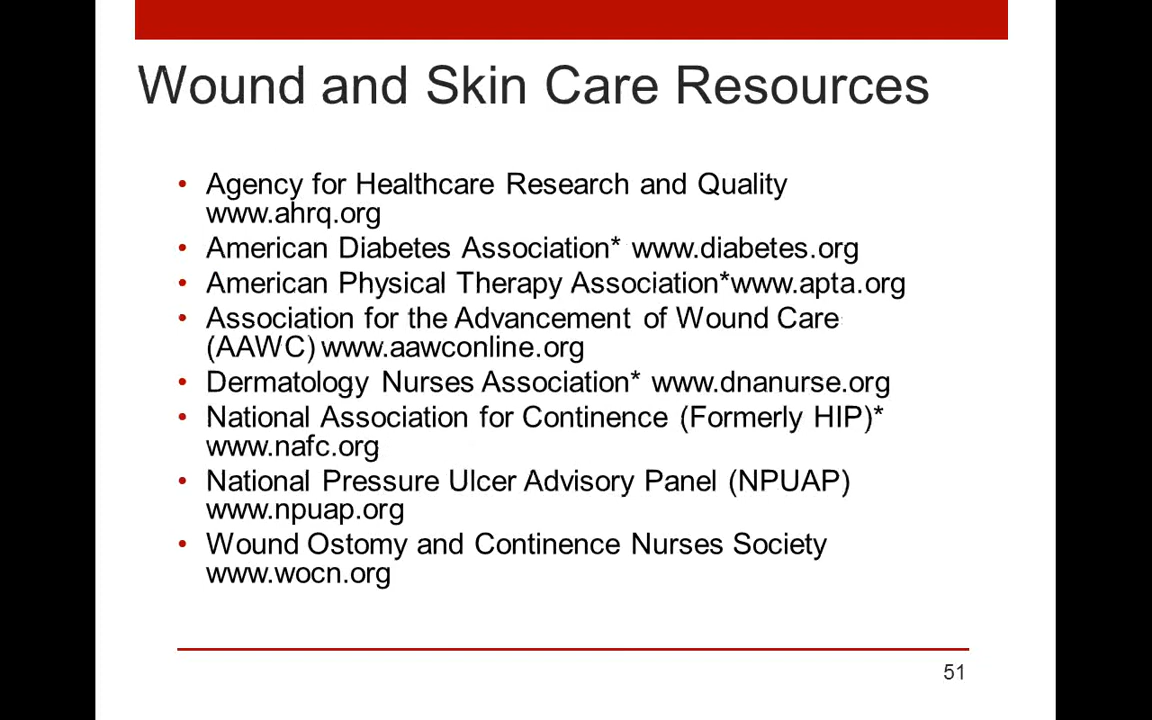 Wound and Skin Care Resources
• Agency for Healthcare Research and Quality
www.ahrq.org
• American Diabetes Association* www.diabetes.org
• American Physical Therapy Association*www.apta.org
• Association for the Advancement of Wound Care
(AAWC) www.aawconline.org
• Dermatology Nurses Association* www.dnanurse.org
• National Association for Continence (Formerly HIP)*
www.nafc.org
• National Pressure Ulcer Advisory Panel (NPUAP)
www.npuap.org
• Wound Ostomy and Continence Nurses Society
www.wocn.org
51